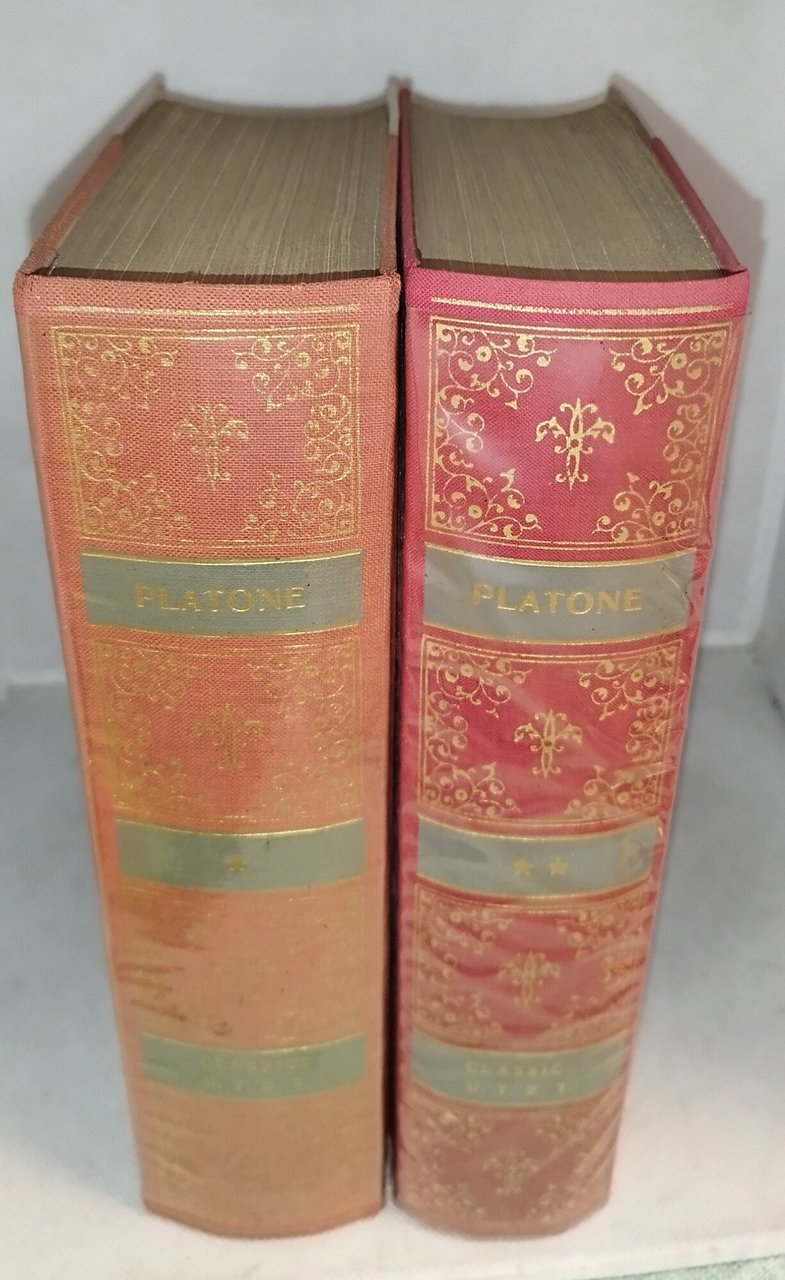 PLATONE
*
CLASSICI
UTET
PLATONE
★★
CLASSICI
UTET